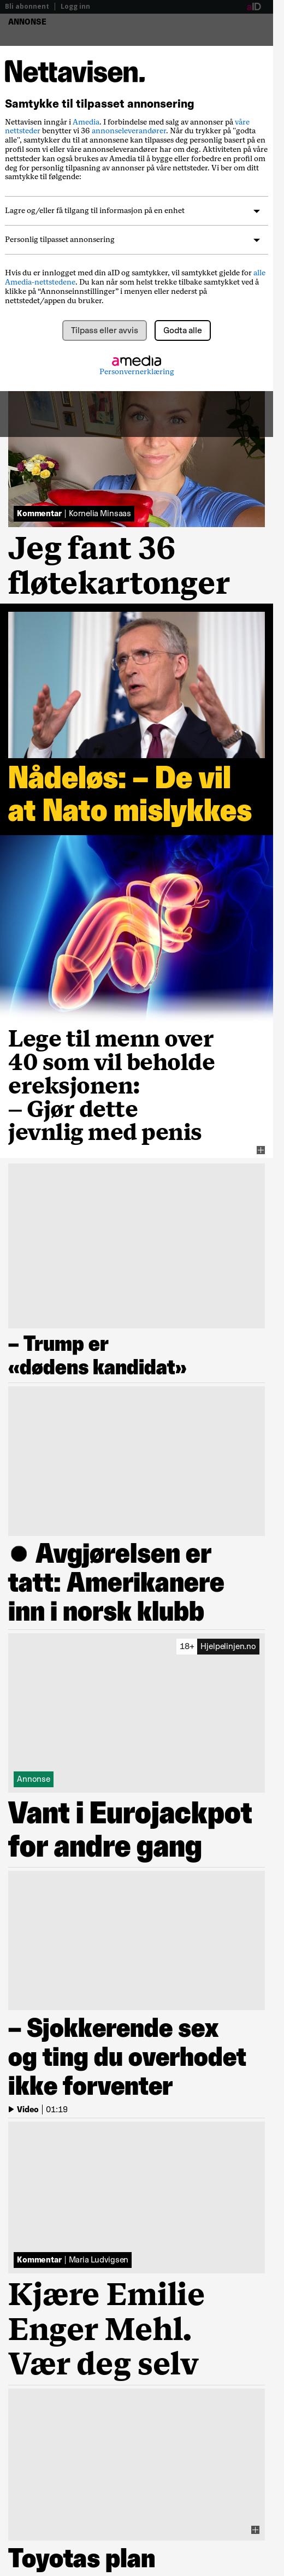 Bli abonnent | Logg inn
aID
ANNONSE
Nettavisen.
Samtykke til tilpasset annonsering
Nettavisen inngår i Amedia. I forbindelse med salg av annonser på våre
nettsteder benytter vi 36 annonseleverandører. Når du trykker på "godta
alle", samtykker du til at annonsene kan tilpasses deg personlig basert på en
profil som vi eller våre annonseleverandører har om deg. Aktiviteten på våre
nettsteder kan også brukes av Amedia til å bygge eller forbedre en profil om
deg for personlig tilpasning av annonser på våre nettsteder. Vi ber om ditt
samtykke til følgende:
Lagre og/eller få tilgang til informasjon på en enhet
Personlig tilpasset annonsering
Hvis du er innlogget med din aID og samtykker, vil samtykket gjelde for alle
Amedia-nettstedene. Du kan når som helst trekke tilbake samtykket ved å
klikke på “Annonseinnstillinger” i menyen eller nederst på
nettstedet/appen du bruker.
Tilpass eller avvis
Godta alle
amedia
Personvernerklæring
Kommentar | Kornelia Minsaas
Jeg fant 36
fløtekartonger
Nådeløs: – De vil
at Nato mislykkes
Lege til menn over
40 som vil beholde
ereksjonen:
– Gjør dette
jevnlig med penis
– Trump er
«dødens kandidat»
● Avgjørelsen er
tatt: Amerikanere
inn i norsk klubb
18+ Hjelpelinjen.no
Annonse
Vant i Eurojackpot
for andre gang
– Sjokkerende sex
og ting du overhodet
ikke forventer
Video | 01:19
Kommentar | Maria Ludvigsen
Kjære Emilie
Enger Mehl.
Vær deg selv
Toyotas plan